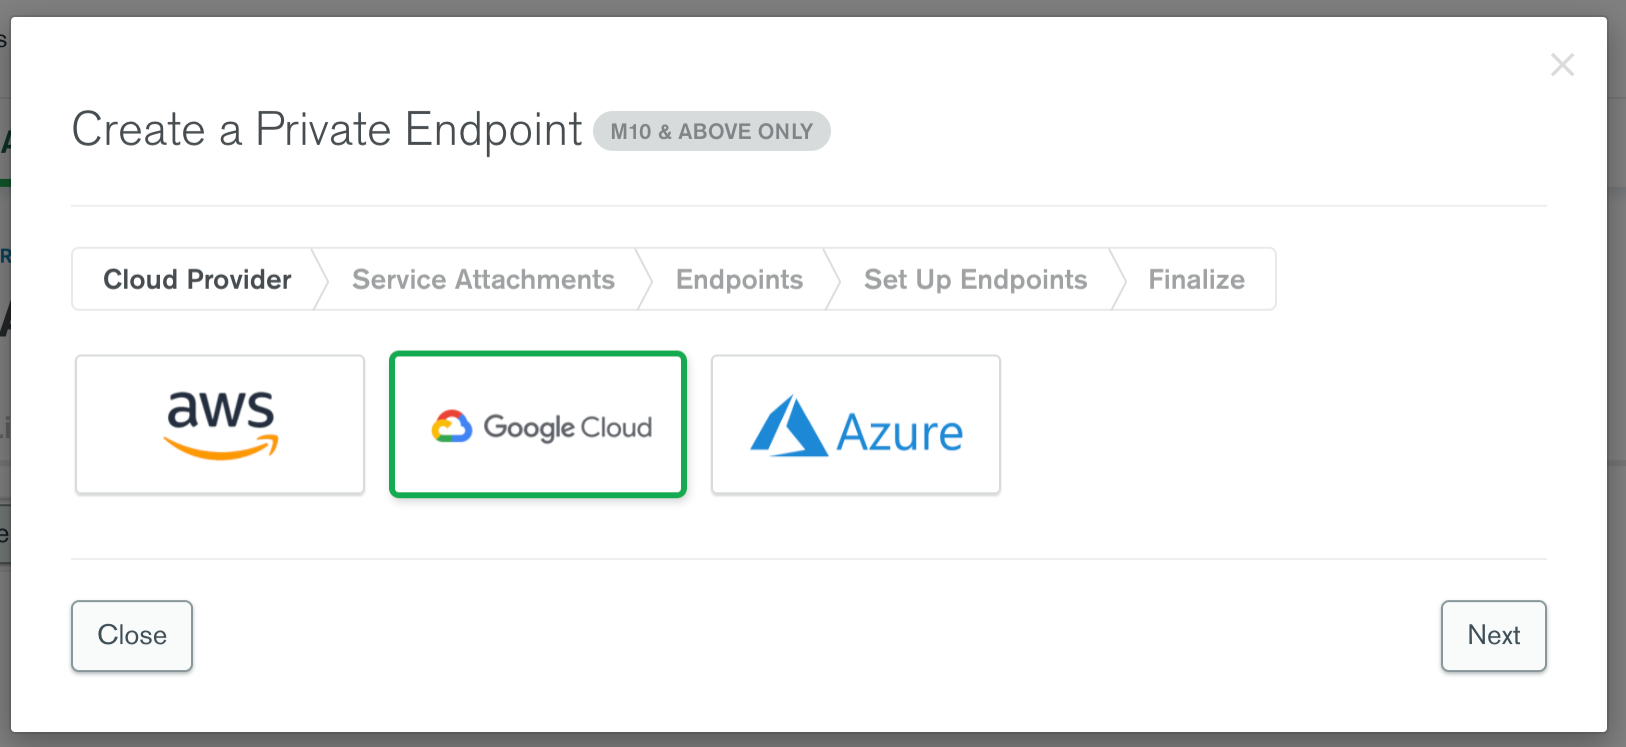 Create a Private Endpoint M10 & ABOVE ONLY
Cloud Provider Service Attachments Endpoints Set Up Endpoints Finalize
aws Google Cloud Azure
Close Next